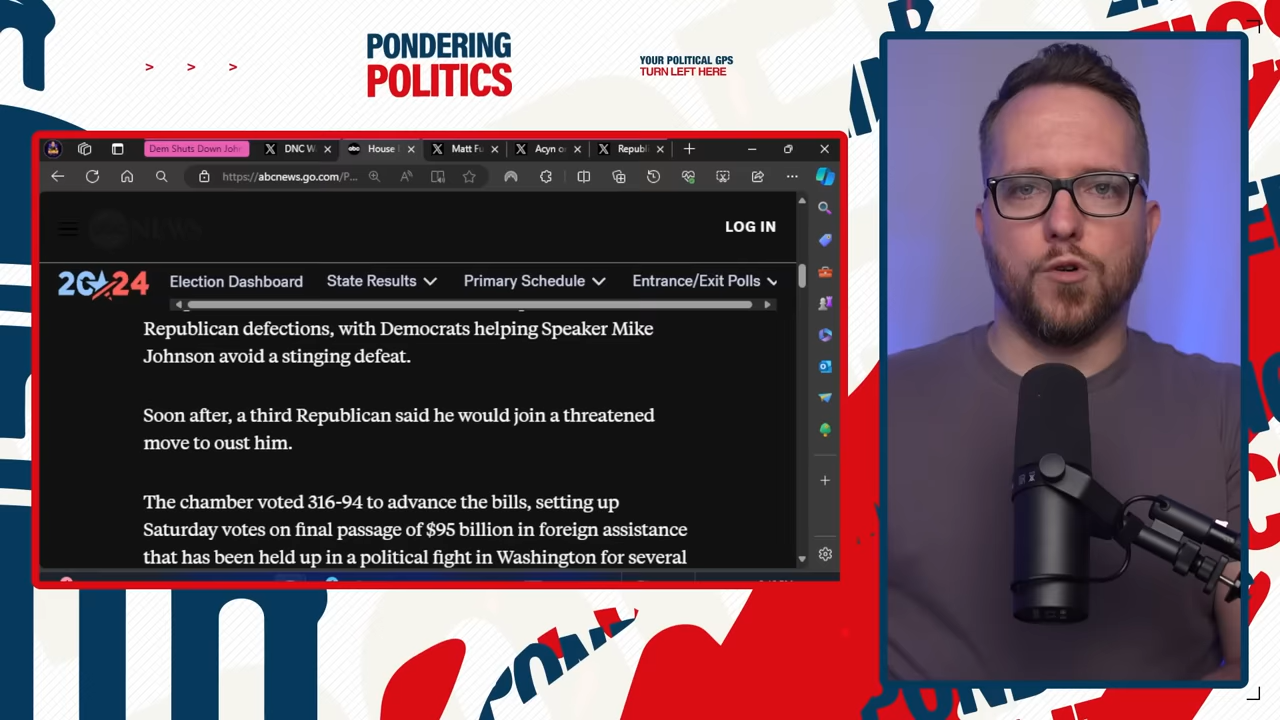 PONDERING
POLITICS
YOUR POLITICAL GPS
TURN LEFT HERE
Dem Shuts Down Joh
DNC W
House
Matt Fu
Acyn o
Republi
https://abcnews.go.com/P...
NEWS
LOG IN
2024
Election Dashboard
State Results
Primary Schedule
Entrance/Exit Polls
Republican defections, with Democrats helping Speaker Mike
Johnson avoid a stinging defeat.
Soon after, a third Republican said he would join a threatened
move to oust him.
The chamber voted 316-94 to advance the bills, setting up
Saturday votes on final passage of $95 billion in foreign assistance
that has been held up in a political fight in Washington for several